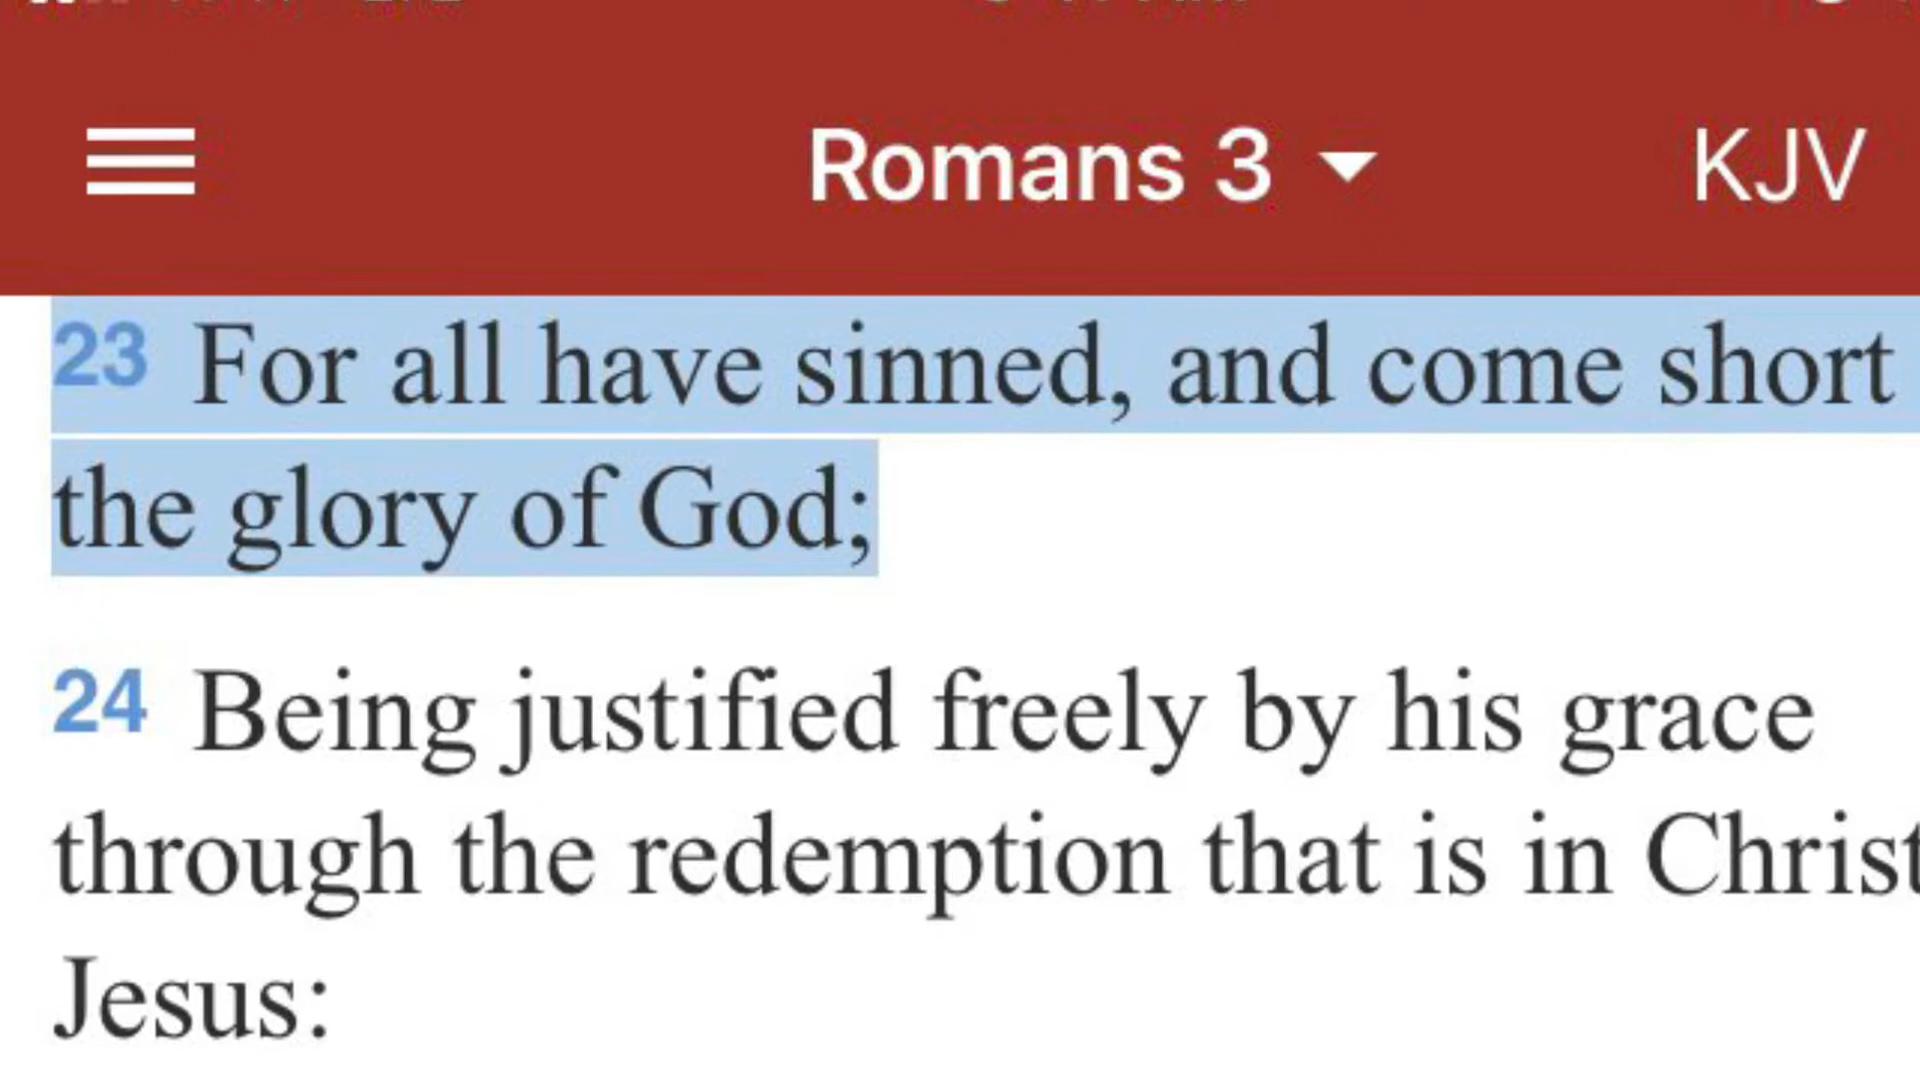 Romans 3
KJV
23 For all have sinned, and come short
the glory of God;
24 Being justified freely by his grace
through the redemption that is in Christ
Jesus: